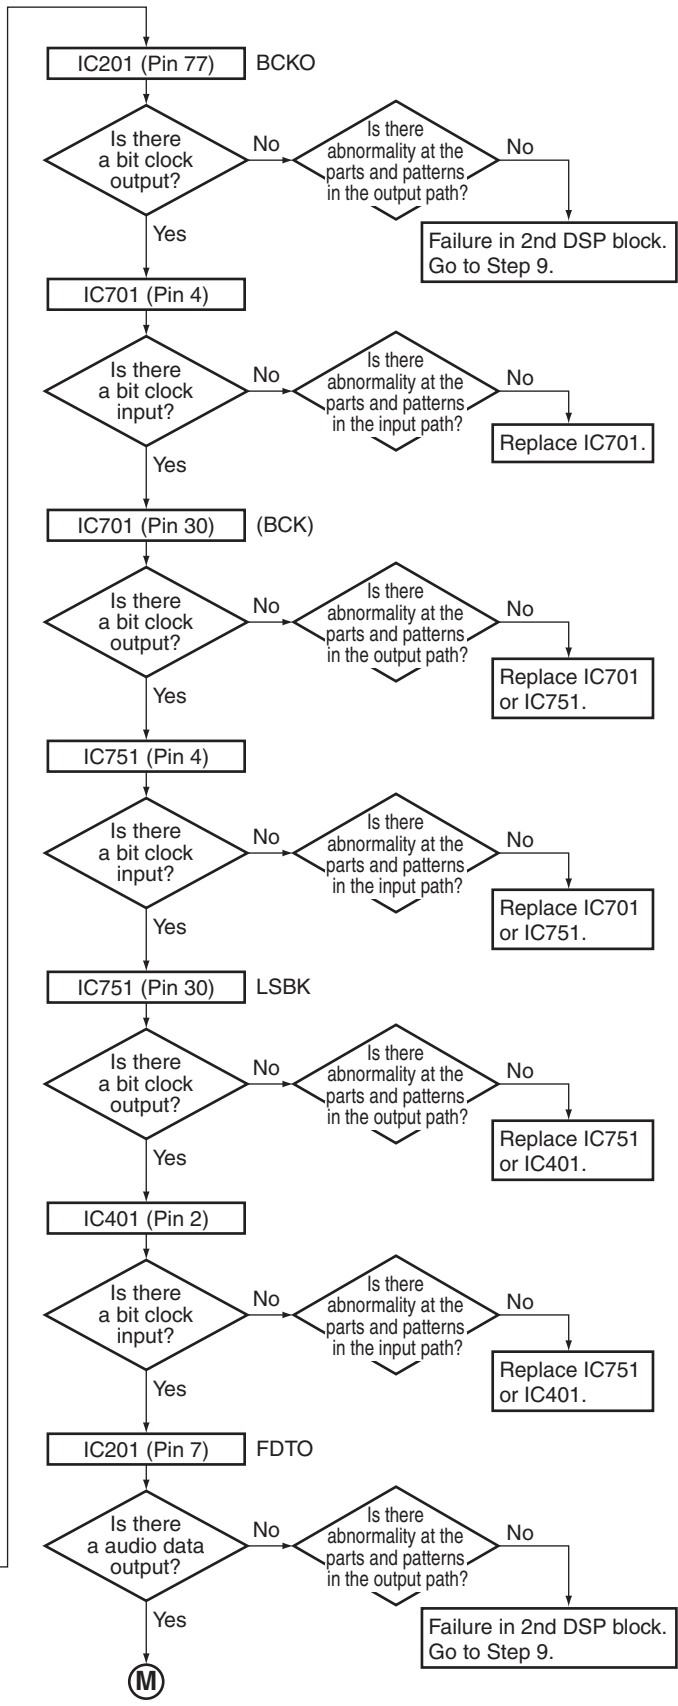 IC201 (Pin 77) BCKO
Is there
a bit clock
output?
No
Is there
abnormality at the
parts and patterns
in the output path?
No
Failure in 2nd DSP block.
Go to Step 9.
Yes
IC701 (Pin 4)
Is there
a bit clock
input?
No
Is there
abnormality at the
parts and patterns
in the input path?
No
Replace IC701.
Yes
IC701 (Pin 30) (BCK)
Is there
a bit clock
output?
No
Is there
abnormality at the
parts and patterns
in the output path?
No
Replace IC701
or IC751.
Yes
IC751 (Pin 4)
Is there
a bit clock
input?
No
Is there
abnormality at the
parts and patterns
in the input path?
No
Replace IC701
or IC751.
Yes
IC751 (Pin 30) LSBK
Is there
a bit clock
output?
No
Is there
abnormality at the
parts and patterns
in the output path?
No
Replace IC751
or IC401.
Yes
IC401 (Pin 2)
Is there
a bit clock
input?
No
Is there
abnormality at the
parts and patterns
in the input path?
No
Replace IC751
or IC401.
Yes
IC201 (Pin 7) FDTO
Is there
a audio data
output?
No
Is there
abnormality at the
parts and patterns
in the output path?
No
Failure in 2nd DSP block.
Go to Step 9.
Yes
M